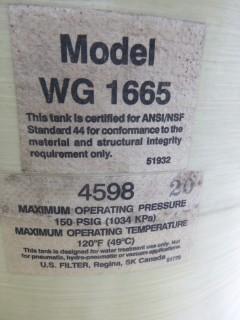 Model
WG 1665
This tank is certified for ANSI/NSF
Standard 44 for conformance to the
material and structural integrity
requirement only.
51932
4598 20
MAXIMUM OPERATING PRESSURE
150 PSIG (1034 KPa)
MAXIMUM OPERATING TEMPERATURE
120°F (49°C)
This tank is designed for water treatment use only. Not
for pneumatic, hydro-pneumatic or vacuum applications.
U.S. FILTER, Regina, SK Canada